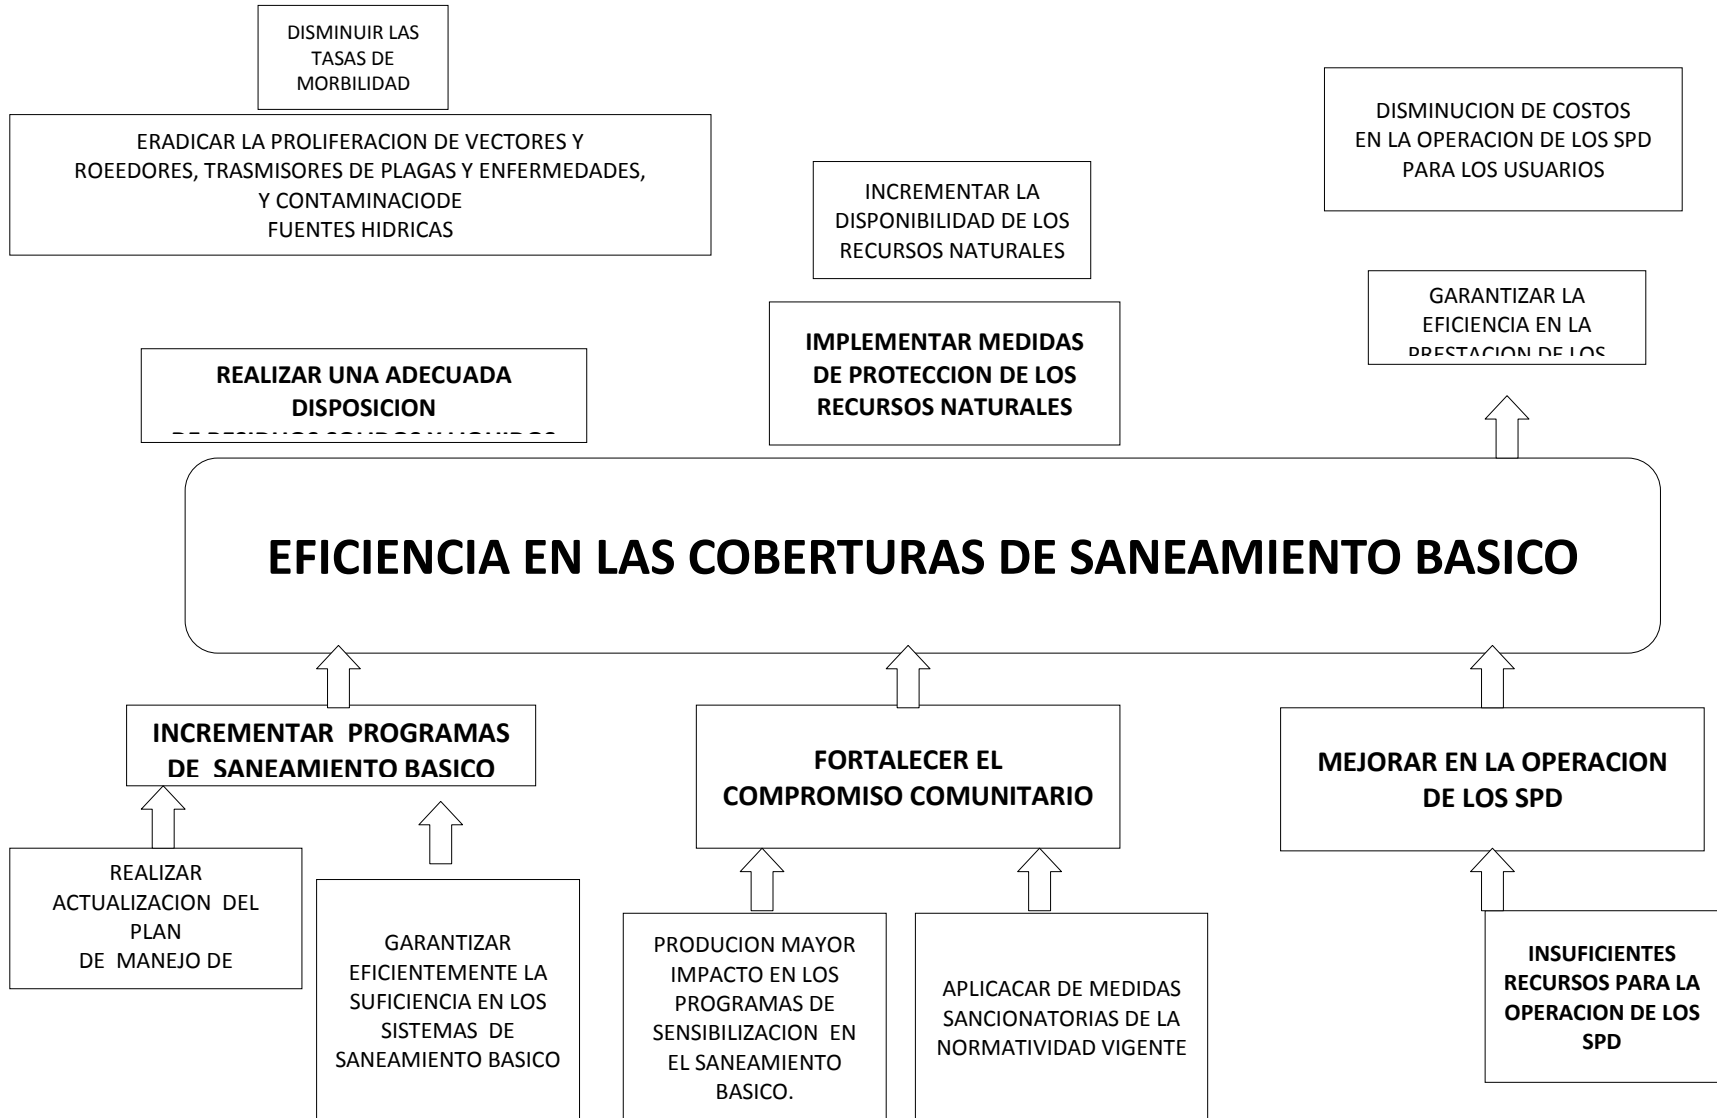 DISMINUIR LAS
TASAS DE
MORBILIDAD
ERADICAR LA PROLIFERACION DE VECTORES Y
ROEEDORES, TRASMISORES DE PLAGAS Y ENFERMEDADES,
Y CONTAMINACIODE
FUENTES HIDRICAS
INCREMENTAR LA
DISPONIBILIDAD DE LOS
RECURSOS NATURALES
DISMINUCION DE COSTOS
EN LA OPERACION DE LOS SPD
PARA LOS USUARIOS
GARANTIZAR LA
EFICIENCIA EN LA
PRESTACION DE LOS
REALIZAR UNA ADECUADA
DISPOSICION
IMPLEMENTAR MEDIDAS
DE PROTECCION DE LOS
RECURSOS NATURALES
EFICIENCIA EN LAS COBERTURAS DE SANEAMIENTO BASICO
INCREMENTAR PROGRAMAS
DE SANEAMIENTO BASICO
FORTALECER EL
COMPROMISO COMUNITARIO
MEJORAR EN LA OPERACION
DE LOS SPD
REALIZAR
ACTUALIZACION DEL
PLAN
DE MANEJO DE
GARANTIZAR
EFICIENTEMENTE LA
SUFICIENCIA EN LOS
SISTEMAS DE
SANEAMIENTO BASICO
PRODUCION MAYOR
IMPACTO EN LOS
PROGRAMAS DE
SENSIBILIZACION EN
EL SANEAMIENTO
BASICO.
APLICACAR DE MEDIDAS
SANCIONATORIAS DE LA
NORMATIVIDAD VIGENTE
INSUFICIENTES
RECURSOS PARA LA
OPERACION DE LOS
SPD